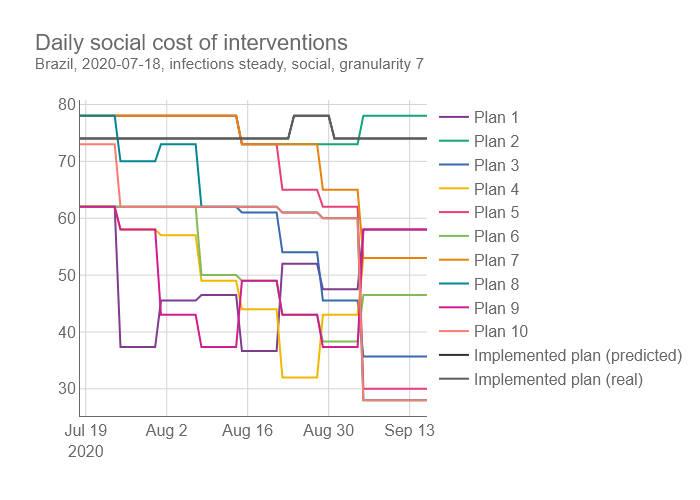 Daily social cost of interventions
Brazil, 2020-07-18, infections steady, social, granularity 7
80
70
60
50
40
30
Jul 19
2020
Aug 2
Aug 16
Aug 30
Sep 13
Plan 1
Plan 2
Plan 3
Plan 4
Plan 5
Plan 6
Plan 7
Plan 8
Plan 9
Plan 10
Implemented plan (predicted)
Implemented plan (real)